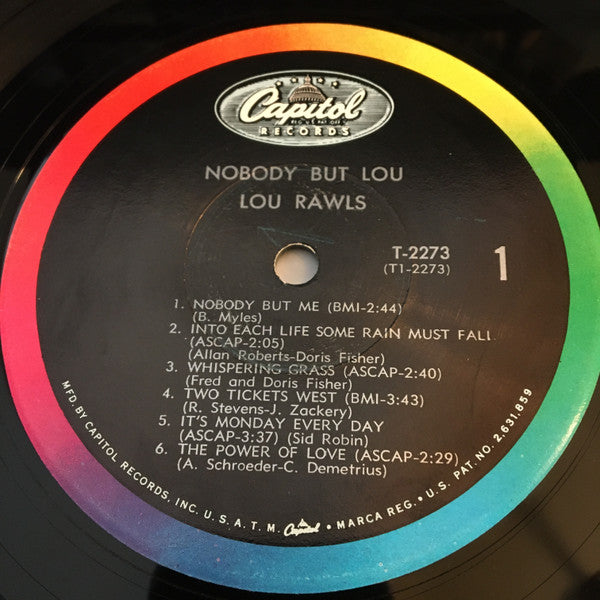 Capitol
REG. U.S. PAT. OFF.
RECORDS
NOBODY BUT LOU
LOU RAWLS
T-2273
(T1-2273)
1
1. NOBODY BUT ME (BMI-2:44)
(B. Myles)
2. INTO EACH LIFE SOME RAIN MUST FALL
(ASCAP-2:05)
(Allan Roberts-Doris Fisher)
3. WHISPERING GRASS (ASCAP-2:40)
(Fred and Doris Fisher)
4. TWO TICKETS WEST (BMI-3:43)
(R. Stevens-J. Zackery)
5. IT'S MONDAY EVERY DAY
(ASCAP-3:37) (Sid Robin)
6. THE POWER OF LOVE (ASCAP-2:29)
(A. Schroeder-C. Demetrius)
MFD. BY CAPITOL RECORDS, INC. U.S.A. T.M. Capitol • MARCA REG. • U.S. PAT. NO. 2,631,859